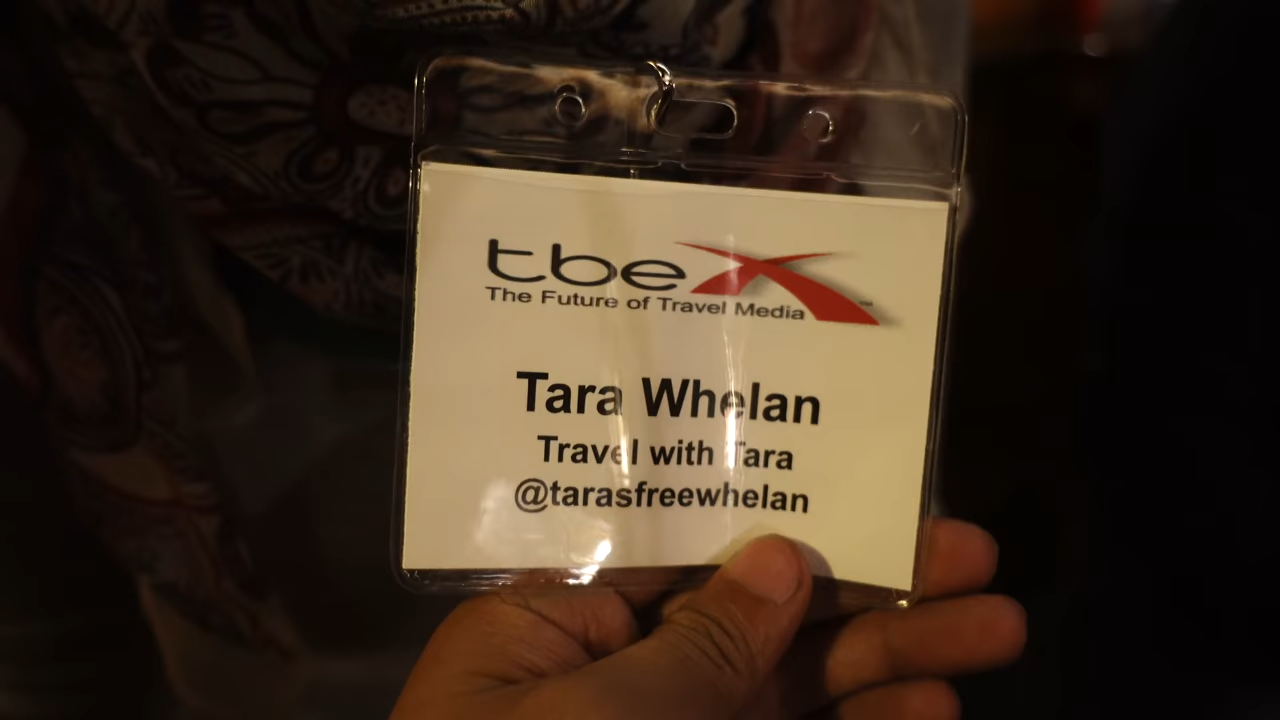 tbex
The Future of Travel Media
Tara Whelan
Travel with Tara
@tarasfreewhelan